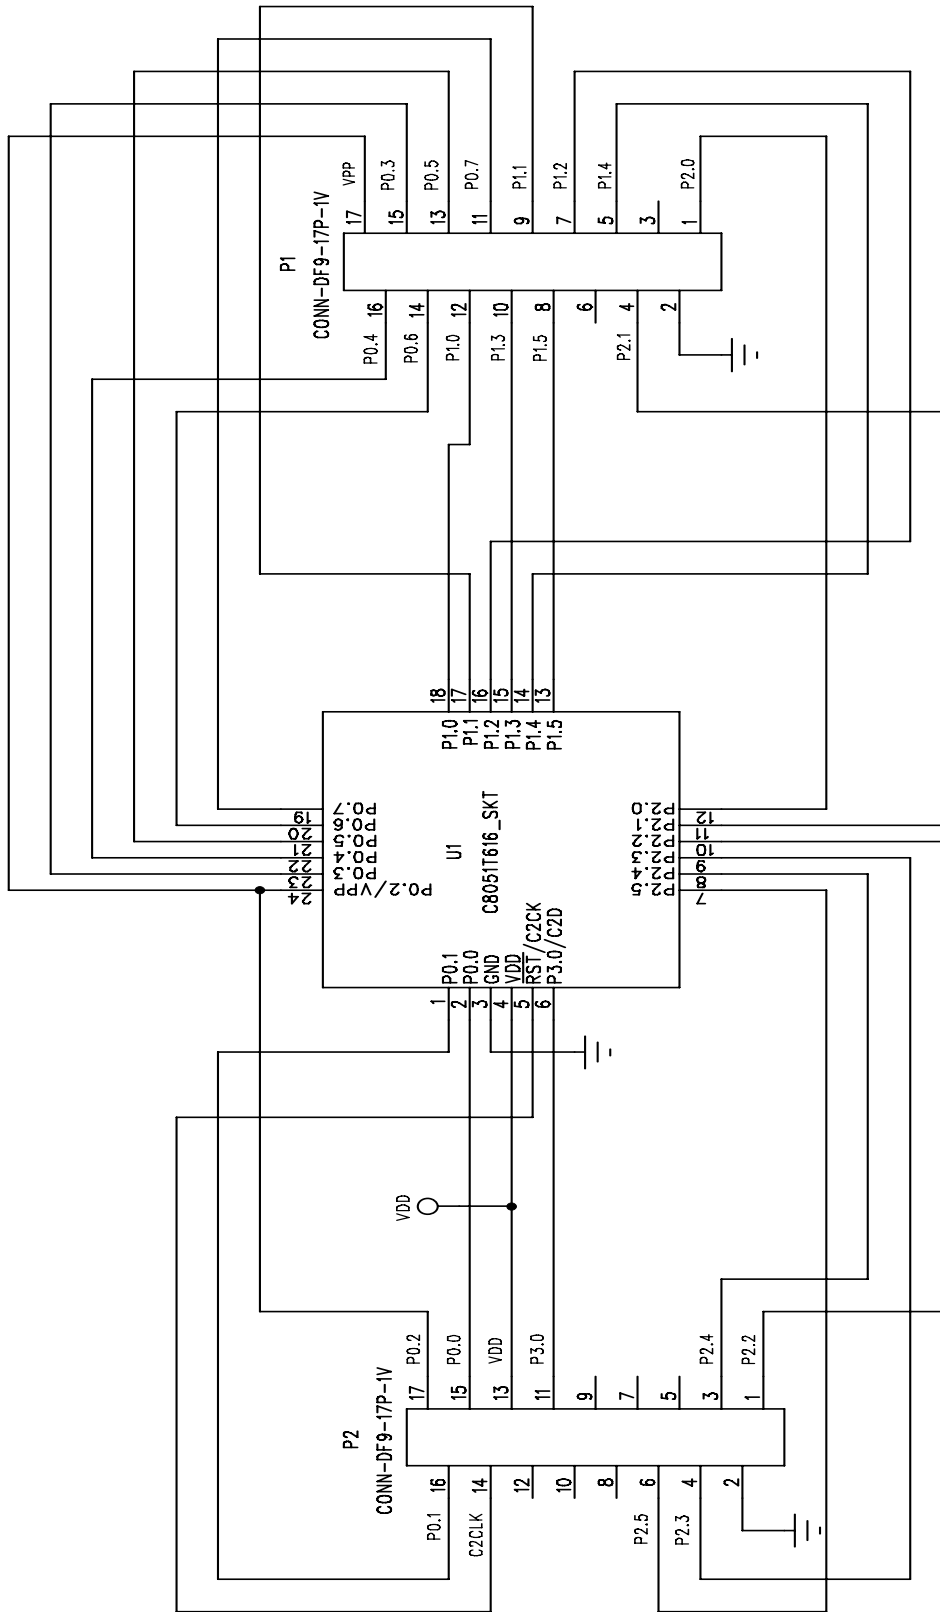 P1
CONN-DF9-17P-1V
17
VPP
15
P0.3
13
P0.5
11
P0.7
9
P1.1
7
P1.2
5
P1.4
3
1
P2.0
16
P0.4
14
P0.6
12
P1.0
10
P1.3
8
P1.5
6
4
P2.1
2
U1
C8051T616_SKT
18
P1.0
17
P1.1
16
P1.2
15
P1.3
14
P1.4
13
P1.5
19
P0.7
20
P0.6
21
P0.5
22
P0.4
23
P0.3
24
P0.2/VPP
12
P2.0
11
P2.1
10
P2.2
9
P2.3
8
P2.4
7
P2.5
1
P0.1
2
P0.0
3
GND
4
VDD
5
RST/C2CK
6
P3.0/C2D
VDD
P2
CONN-DF9-17P-1V
17
P0.2
15
P0.0
13
VDD
11
P3.0
9
7
5
3
P2.4
1
P2.2
16
P0.1
14
C2CLK
12
10
8
6
P2.5
4
P2.3
2